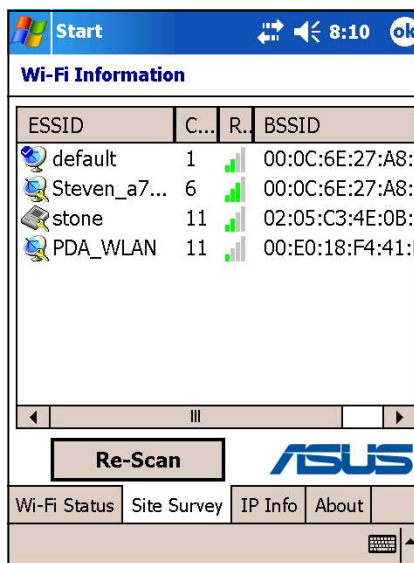 Start 8:10 ok
Wi-Fi Information
ESSID C... R.. BSSID
default 1 00:0C:6E:27:A8:
Steven_a7... 6 00:0C:6E:27:A8:
stone 11 02:05:C3:4E:0B:
PDA_WLAN 11 00:E0:18:F4:41:
Re-Scan ASUS
Wi-Fi Status Site Survey IP Info About